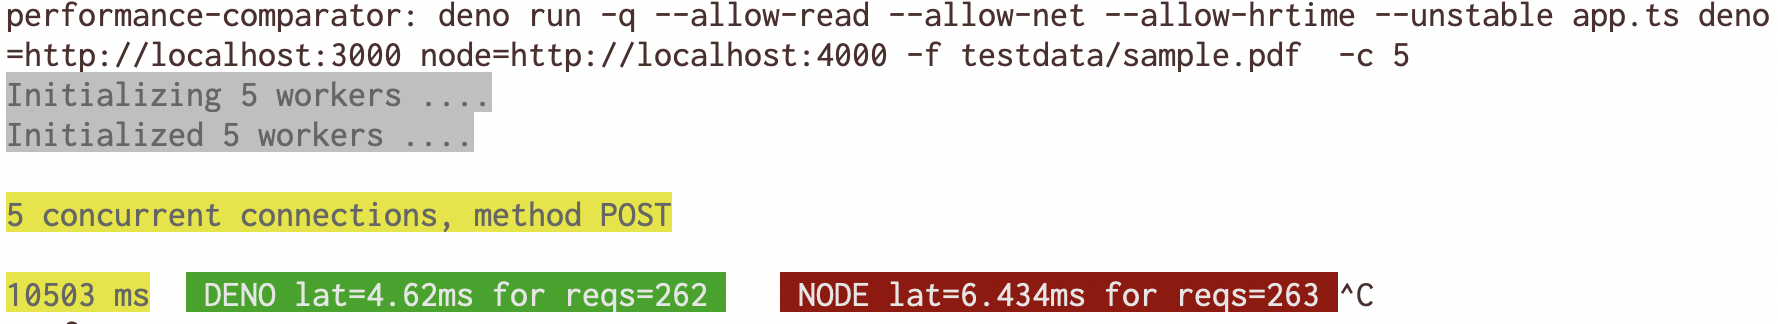 performance-comparator: deno run -q --allow-read --allow-net --allow-hrtime --unstable app.ts deno
=http://localhost:3000 node=http://localhost:4000 -f testdata/sample.pdf  -c 5
Initializing 5 workers ....
Initialized 5 workers ....
5 concurrent connections, method POST
10503 ms DENO lat=4.62ms for reqs=262 NODE lat=6.434ms for reqs=263 ^C